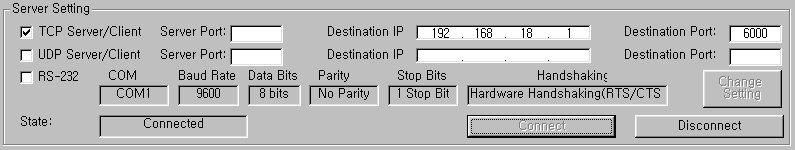 Server Setting
TCP Server/Client Server Port: Destination IP 192 . 168 . 18 . 1 Destination Port: 6000
UDP Server/Client Server Port: Destination IP . . . Destination Port:
RS-232 COM Baud Rate Data Bits Parity Stop Bits Handshaking
COM1 9600 8 bits No Parity 1 Stop Bit Hardware Handshaking(RTS/CTS Change Setting
State: Connected Connect Disconnect